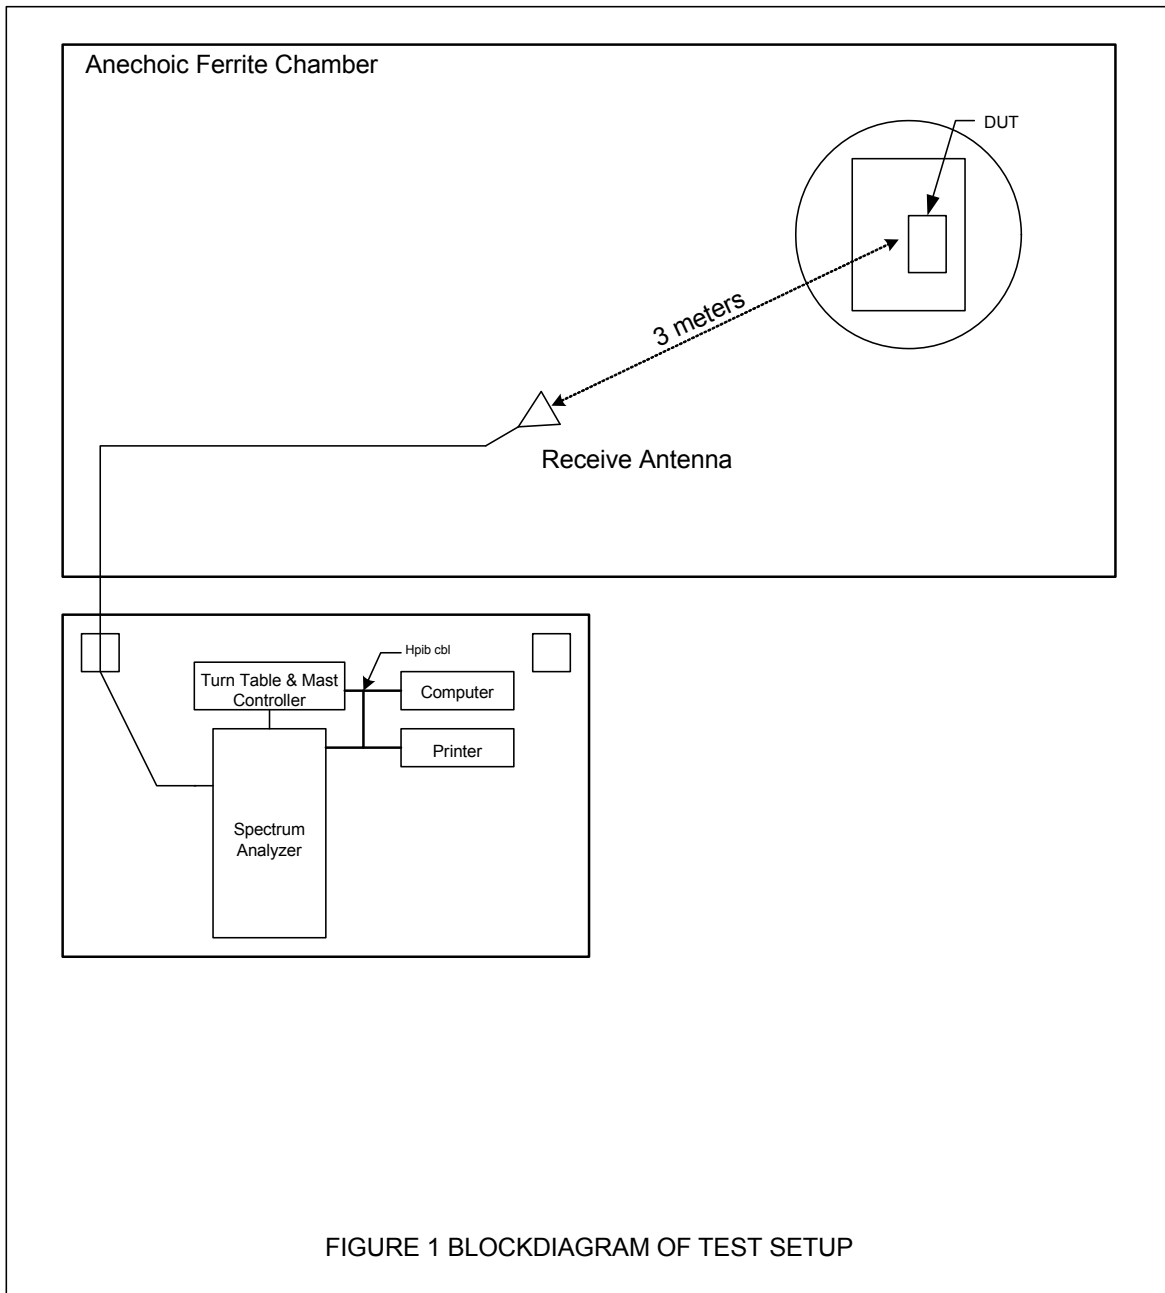 Anechoic Ferrite Chamber
DUT
3 meters
Receive Antenna
Hpib cbl
Turn Table & Mast
Controller
Computer
Printer
Spectrum
Analyzer
FIGURE 1 BLOCKDIAGRAM OF TEST SETUP